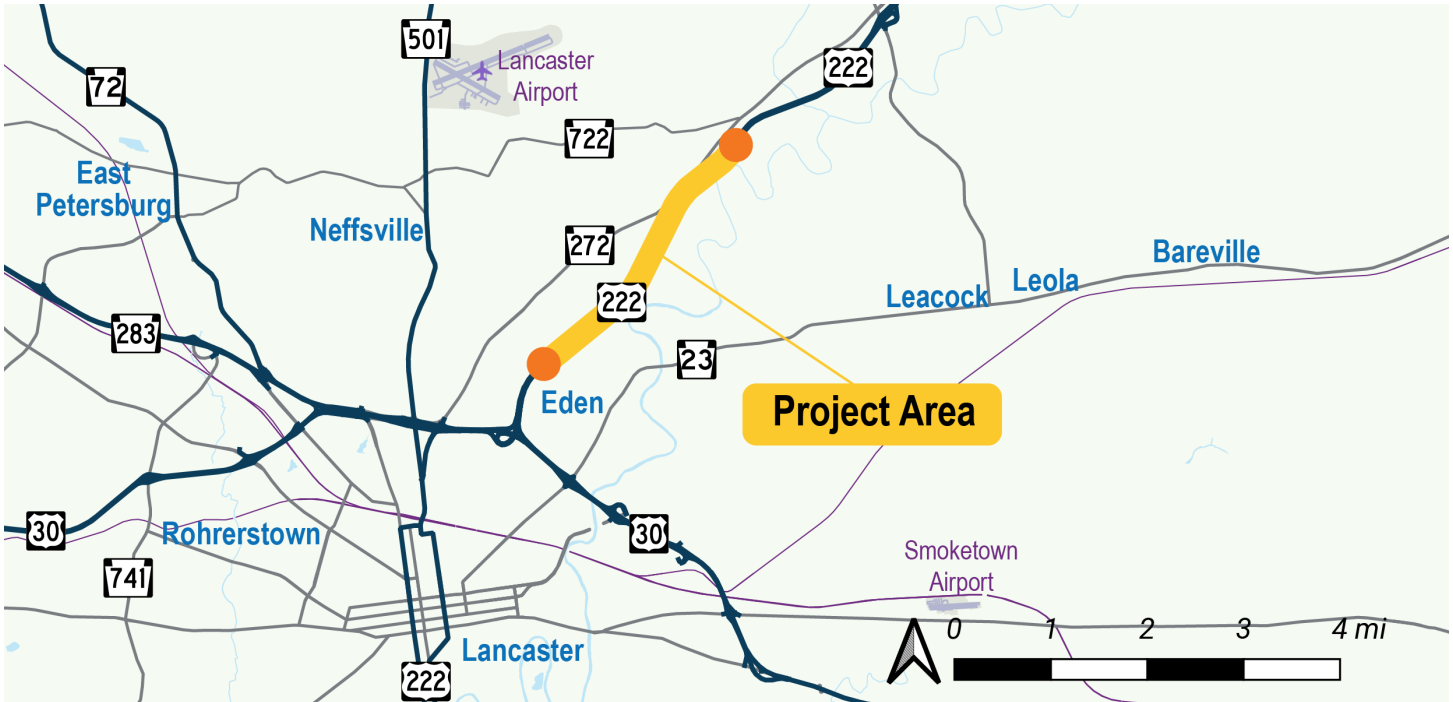 501
Lancaster
Airport
222
72
722
East
Petersburg
Neffsville
272
Bareville
Leola
Leacock
222
283
23
Eden
Project Area
30
Rohrerstown
30
741
Smoketown
Airport
0 1 2 3 4 mi
Lancaster
222